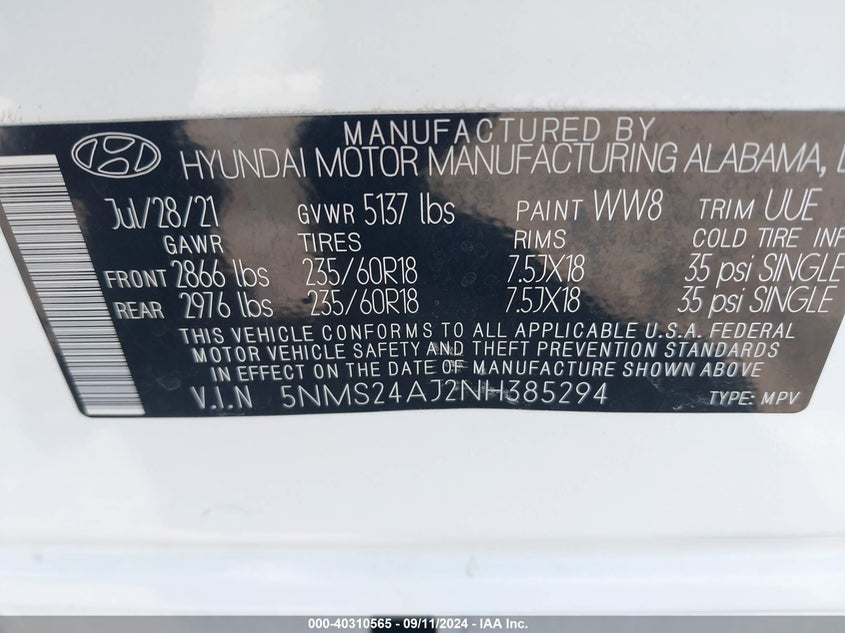 MANUFACTURED BY
HYUNDAI MOTOR MANUFACTURING ALABAMA,
Jul/28/21 GVWR 5137 lbs PAINT WW8 TRIM UUE
GAWR TIRES RIMS COLD TIRE INF
FRONT 2866 lbs 235/60R18 7.5JX18 35 psi SINGLE
REAR 2976 lbs 235/60R18 7.5JX18 35 psi SINGLE
THIS VEHICLE CONFORMS TO ALL APPLICABLE U.S.A. FEDERAL
MOTOR VEHICLE SAFETY AND THEFT PREVENTION STANDARDS
IN EFFECT ON THE DATE OF MANUFACTURE SHOWN ABOVE
V.I.N 5NMS24AJ2NH385294 TYPE: MPV
000-40310565 - 09/11/2024 - IAA Inc.